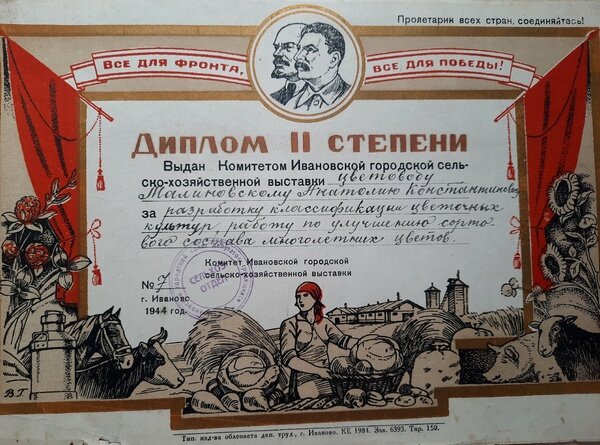 Пролетарии всех стран, соединяйтесь!
ВСЕ ДЛЯ ФРОНТА, ВСЕ ДЛЯ ПОБЕДЫ!
ДИПЛОМ II СТЕПЕНИ
Выдан Комитетом Ивановской городской сель-
ско-хозяйственной выставки цветоводу
Малиновскому Анатолию Константинов
за разработку классификации цветочных
культур, работу по улучшению сорто
вого состава многолетних цветов.
Комитет Ивановской городской
сельско-хозяйственной выставки
№ 7
СЕЛЬХОЗ
ОТДЕЛ
г. Иваново
1944 год.
В Г
Тип. изд-ва облсовета деп. труд., г. Иваново. КЕ 1984. Зак. 6393. Тир. 150.